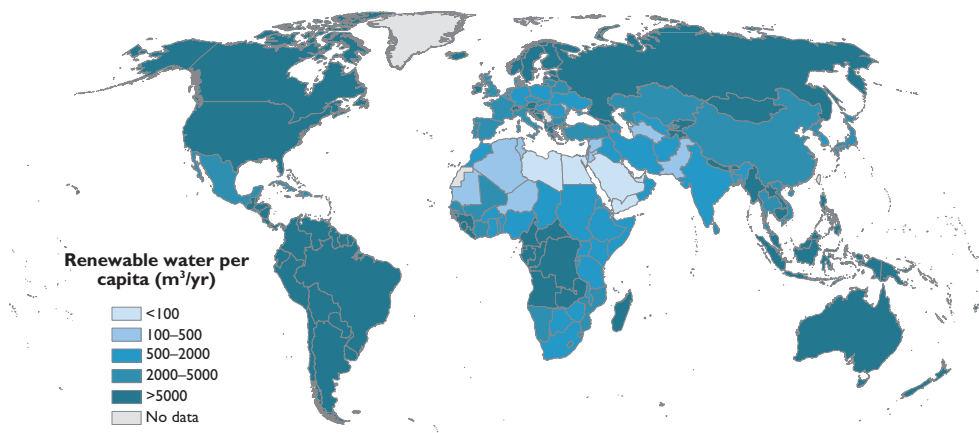 Renewable water per
capita (m³/yr)
<100
100–500
500–2000
2000–5000
>5000
No data